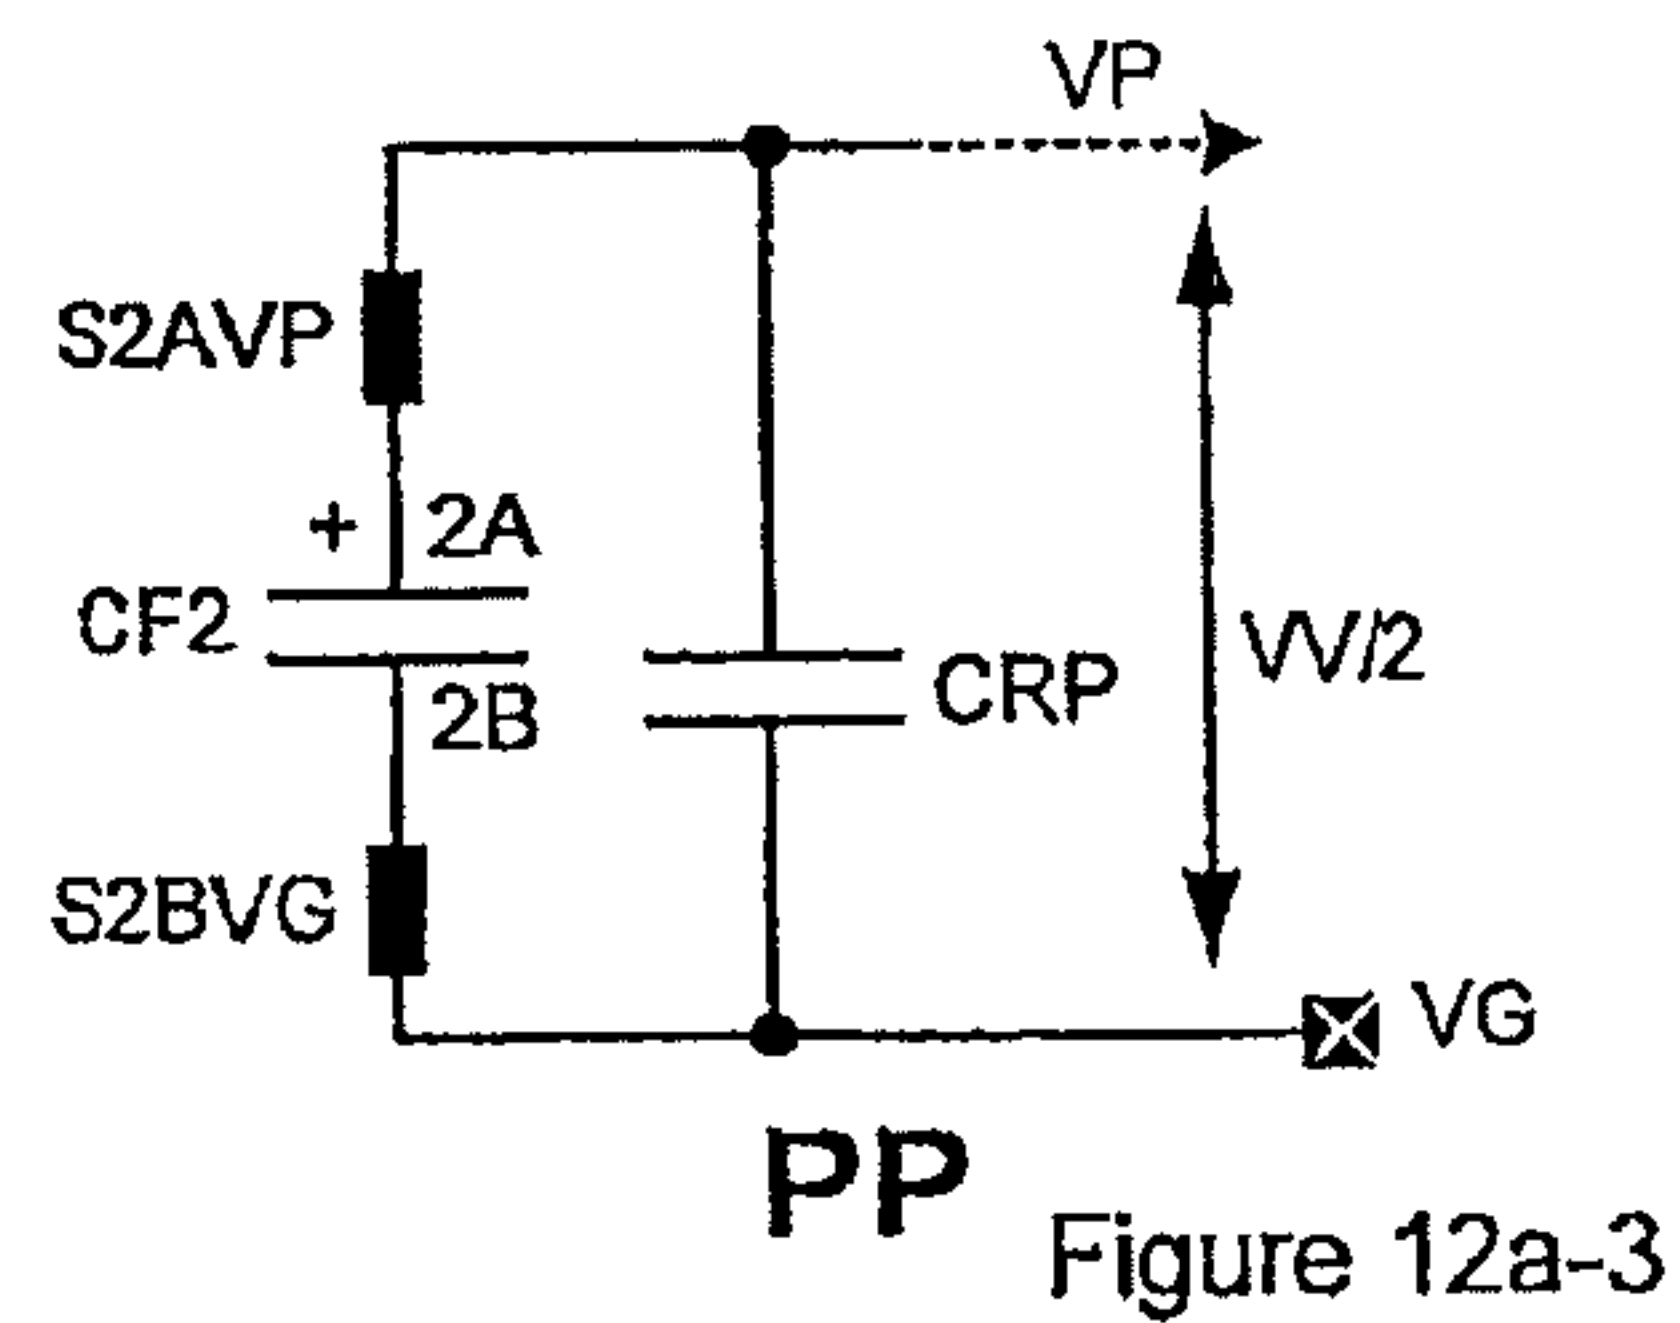 VP
S2AVP
+ 2A
CF2
VV/2
CRP
2B
S2BVG
VG
PP
Figure 12a-3